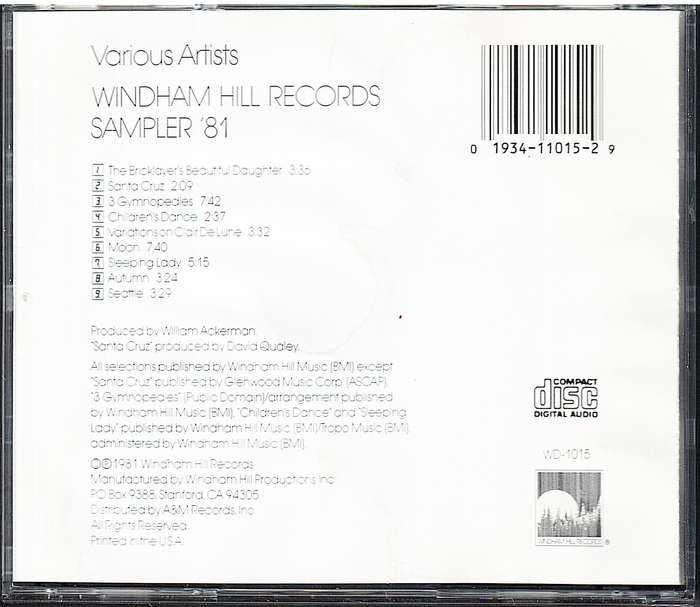 Various Artists
WINDHAM HILL RECORDS
SAMPLER '81
0 1934-11015-2 9
1 The Bricklayer's Beautiful Daughter 3:36
2 Santa Cruz 2:09
3 3 Gymnopedies 7:42
4 Children's Dance 2:37
5 Variations on Clair De Lune 3:32
6 Moon 7:40
7 Sleeping Lady 5:15
8 Autumn 3:24
9 Seattle 3:29
Produced by William Ackerman.
"Santa Cruz" produced by David Qualey.
All selections published by Windham Hill Music (BMI) except
"Santa Cruz" published by Glenwood Music Corp. (ASCAP).
"3 Gymnopedies" (Public Domain)/arrangement published
by Windham Hill Music (BMI). "Children's Dance" and "Sleeping
Lady" published by Windham Hill Music (BMI)/Tropo Music (BMI)
administered by Windham Hill Music (BMI).
℗©1981 Windham Hill Records
Manufactured by Windham Hill Productions Inc.
PO Box 9388, Stanford, CA 94305
Distributed by A&M Records, Inc.
All Rights Reserved
Printed in the U.S.A.
COMPACT
disc
DIGITAL AUDIO
WD-1015
WINDHAM HILL RECORDS ®